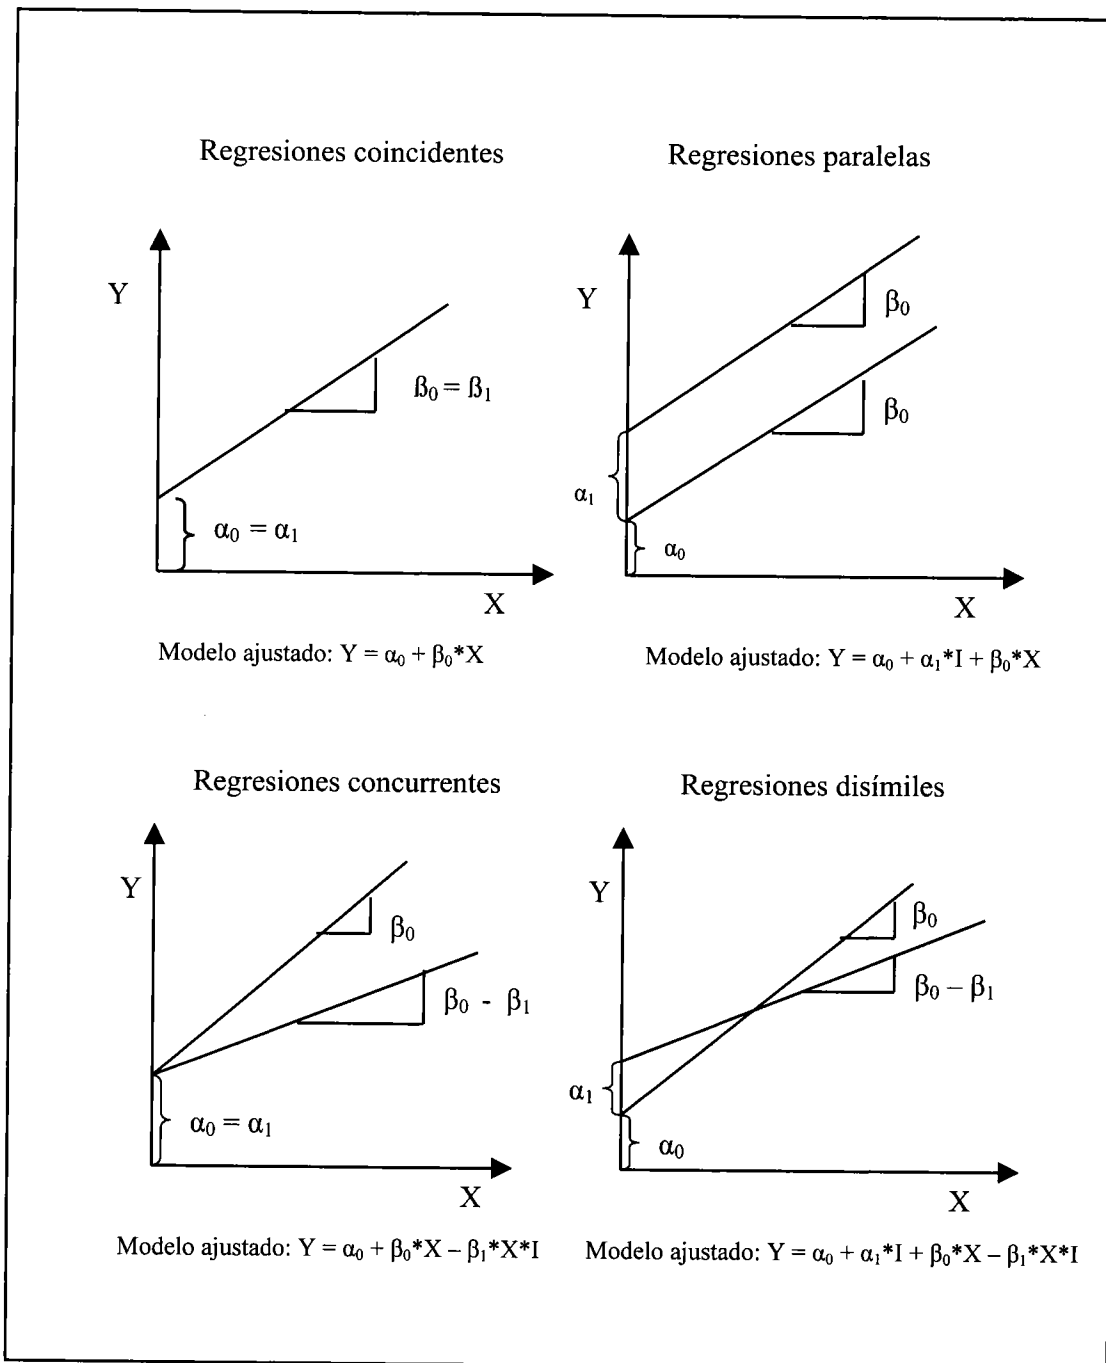 Regresiones coincidentes
Y
ß₀ = ß₁
α₀ = α₁
X
Modelo ajustado: Y = α₀ + β₀*X
Regresiones paralelas
Y
β₀
β₀
α₁
α₀
X
Modelo ajustado: Y = α₀ + α₁*I + β₀*X
Regresiones concurrentes
Y
β₀
β₀ - β₁
α₀ = α₁
X
Modelo ajustado: Y = α₀ + β₀*X – β₁*X*I
Regresiones disímiles
Y
β₀
β₀ – β₁
α₁
α₀
X
Modelo ajustado: Y = α₀ + α₁*I + β₀*X – β₁*X*I